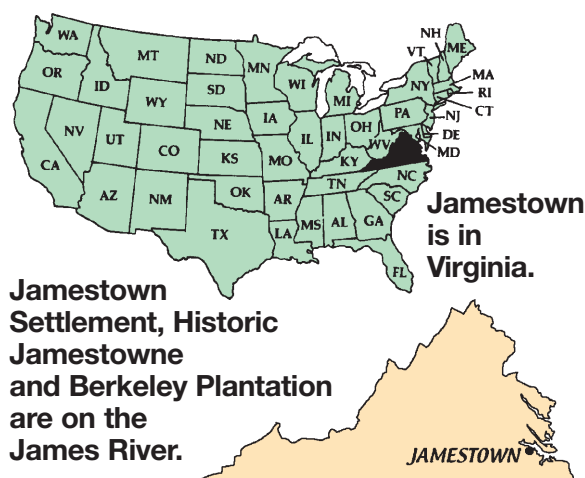 WA
MT
ND
MN
OR
ID
WY
SD
WI
MI
NH
VT
ME
NY
MA
RI
CT
NJ
DE
MD
PA
NV
UT
CO
NE
IA
IL
IN
OH
WV
KS
MO
KY
CA
AZ
NM
OK
AR
TN
NC
SC
TX
LA
MS
AL
GA
FL
Jamestown
is in
Virginia.
Jamestown
Settlement, Historic
Jamestowne
and Berkeley Plantation
are on the
James River.
JAMESTOWN